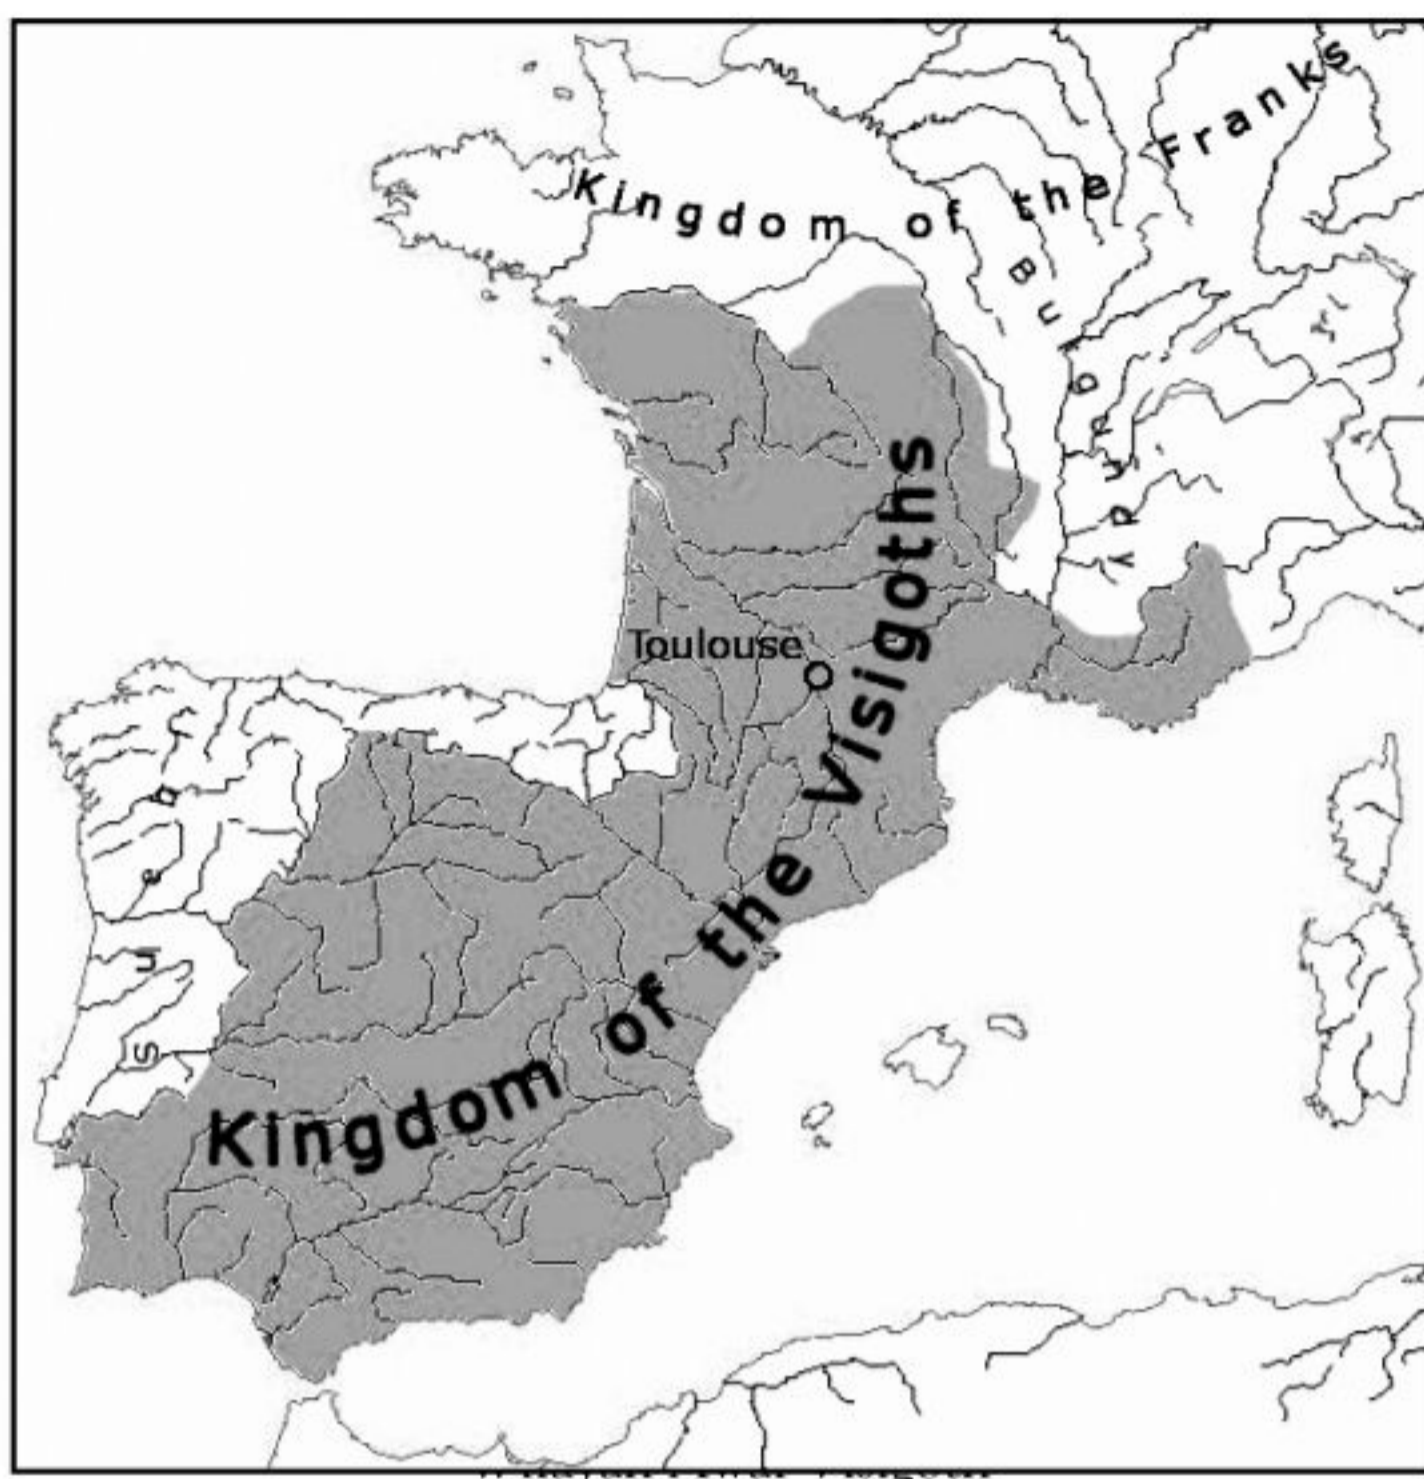 Kingdom of the Franks
Burgundy
Toulouse
Kingdom of the Visigoths
Suebi